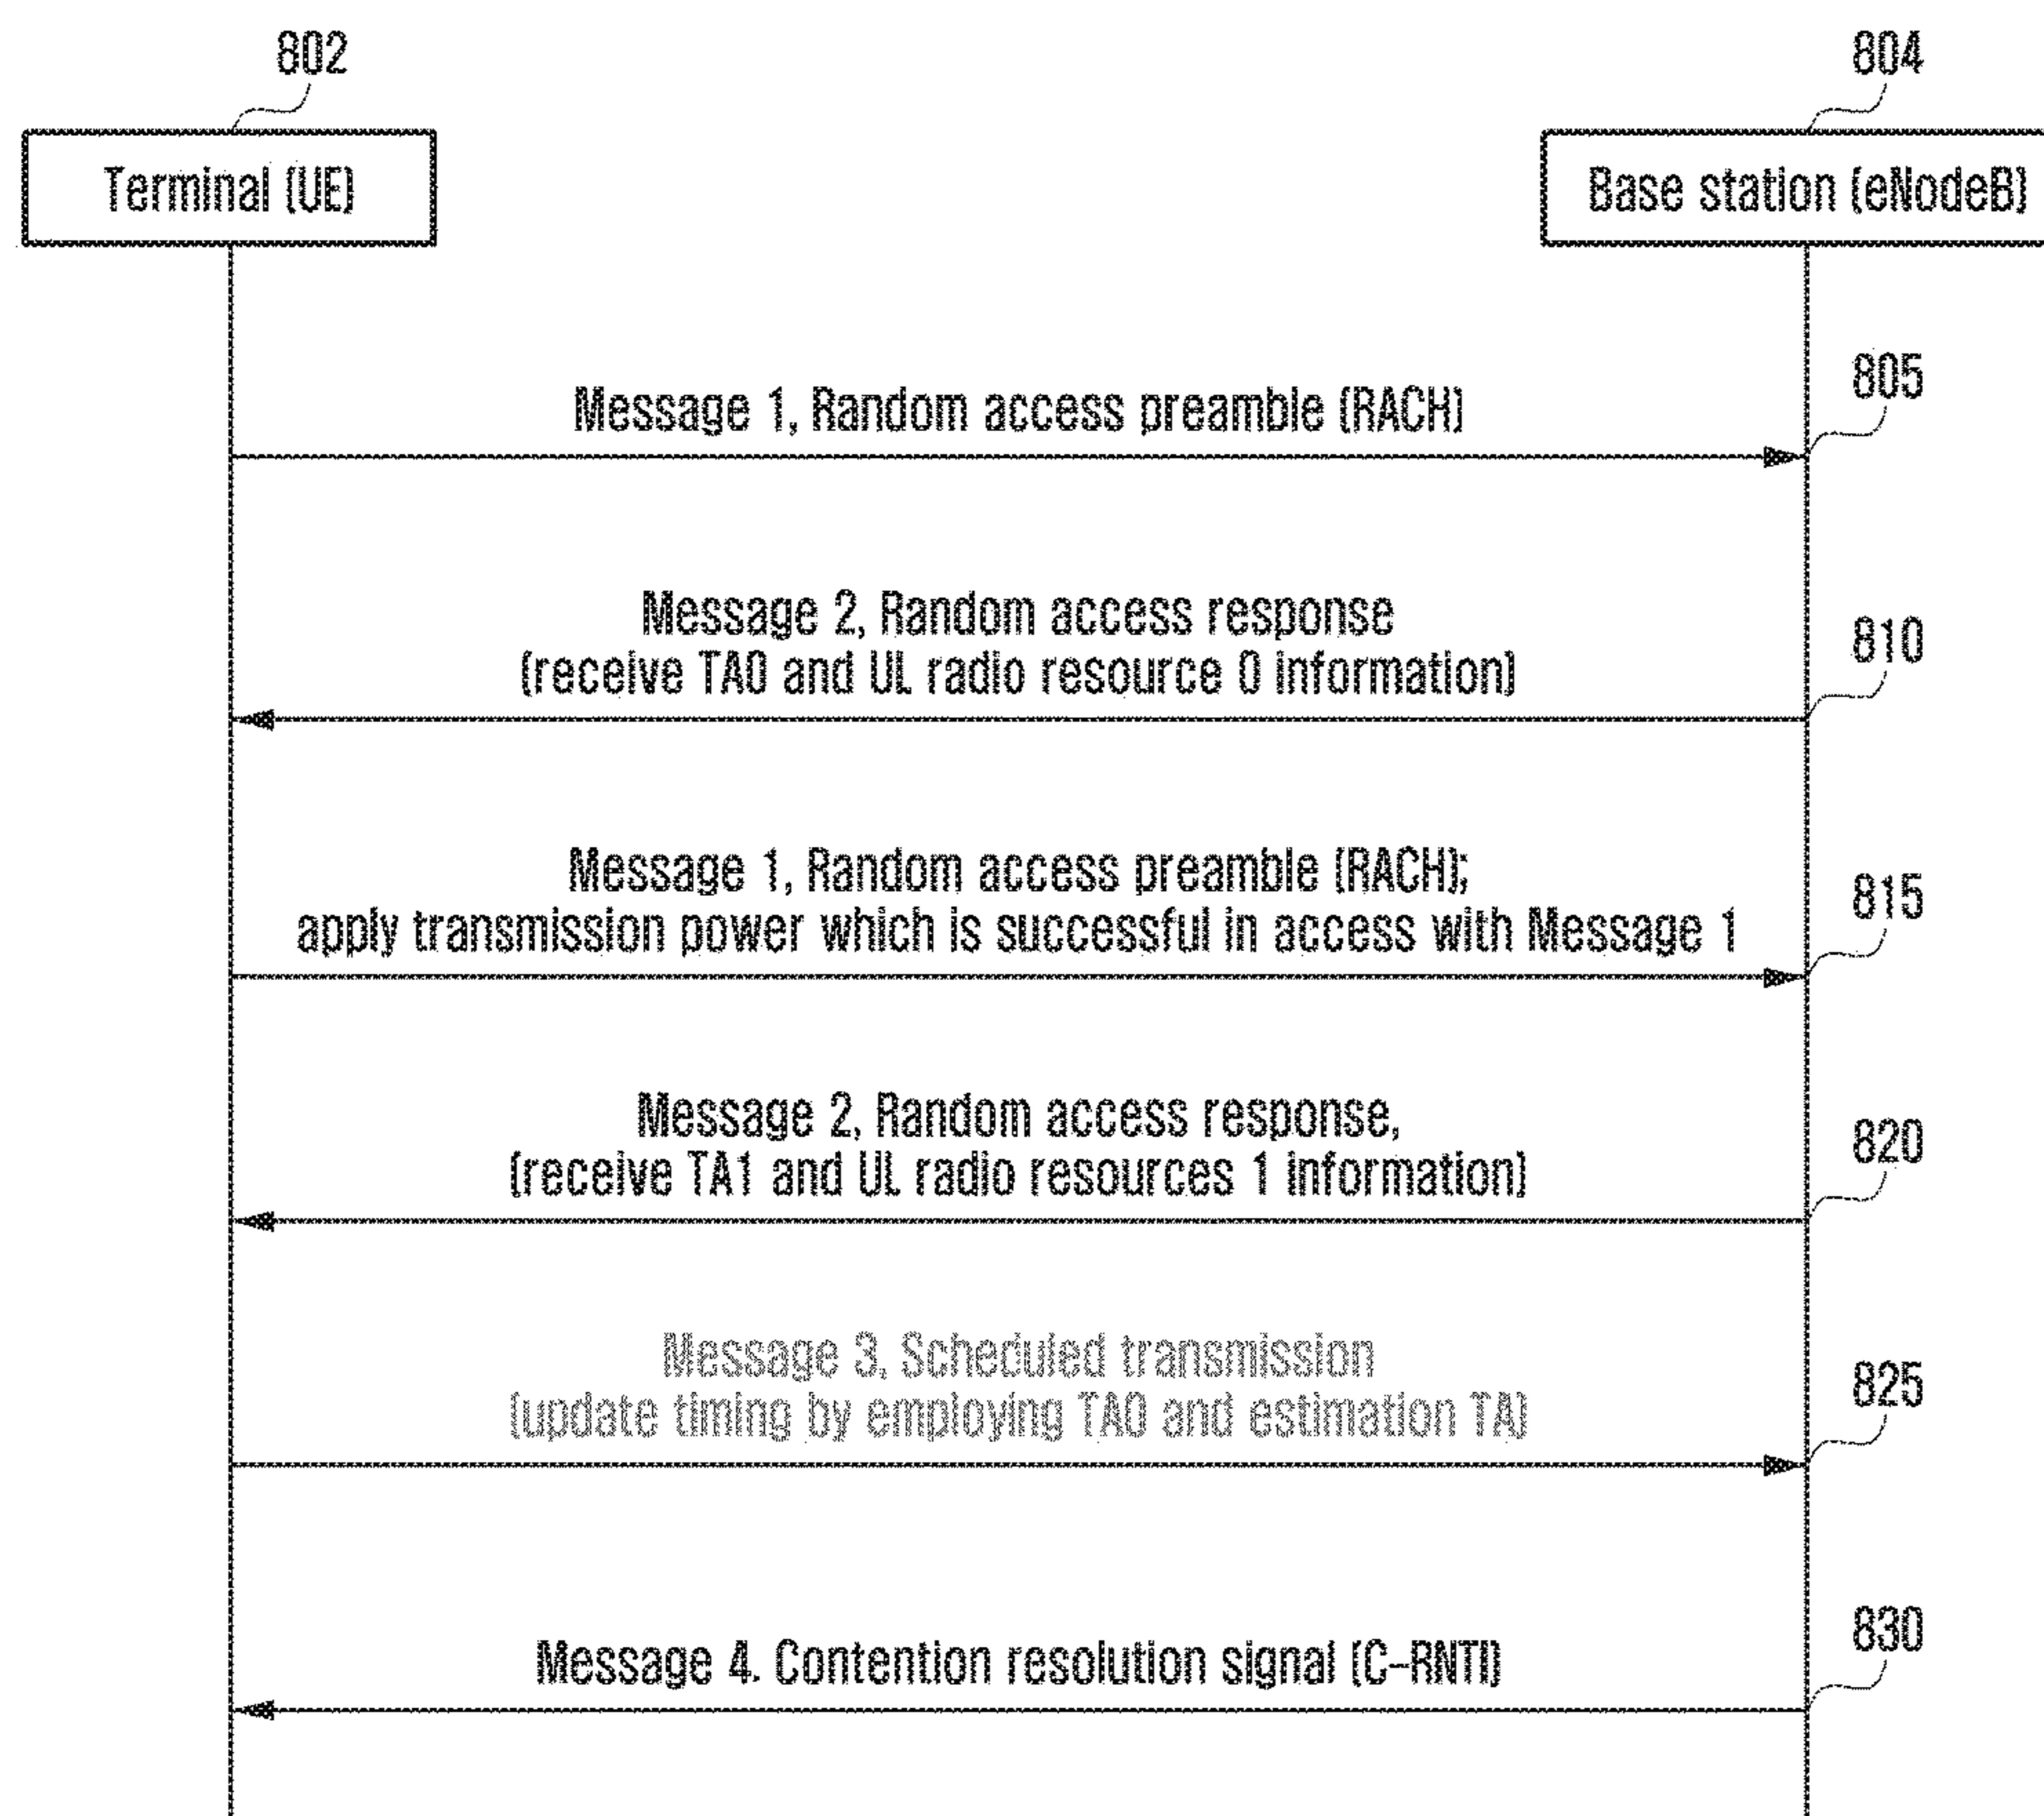 802
804
Terminal (UE)
Base station (eNodeB)
805
Message 1, Random access preamble (RACH)
Message 2, Random access response
810
(receive TA0 and UL radio resource 0 information)
Message 1, Random access preamble (RACH);
815
apply transmission power which is successful in access with Message 1
Message 2, Random access response,
820
(receive TA1 and UL radio resources 1 information)
Message 3. Scheduled transmission
825
(update timing by employing TA0 and estimation TA)
830
Message 4. Contention resolution signal (C-RNTI)